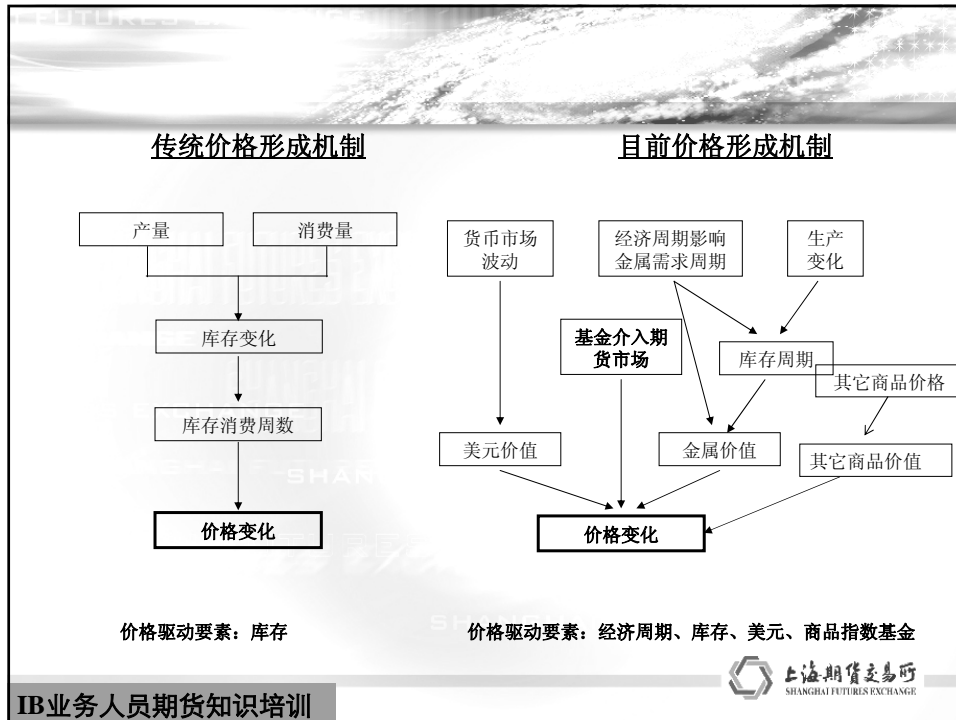 FUTURES
传统价格形成机制
目前价格形成机制
产量
消费量
库存变化
库存消费周数
价格变化
货币市场
波动
经济周期影响
金属需求周期
生产
变化
基金介入期
货市场
库存周期
其它商品价格
美元价值
金属价值
其它商品价值
价格变化
价格驱动要素：库存
价格驱动要素：经济周期、库存、美元、商品指数基金
上海期货交易所
SHANGHAI FUTURES EXCHANGE
IB业务人员期货知识培训